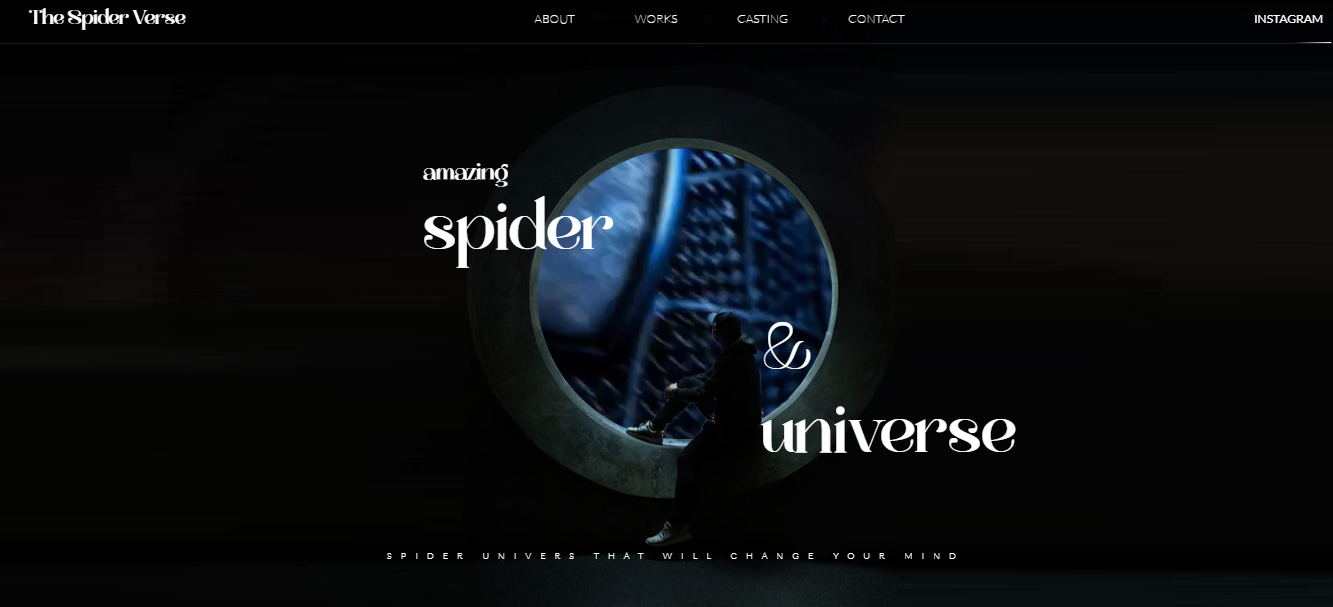 The Spider Verse
ABOUT WORKS CASTING CONTACT
INSTAGRAM
amazing
spider
&
universe
SPIDER UNIVERS THAT WILL CHANGE YOUR MIND